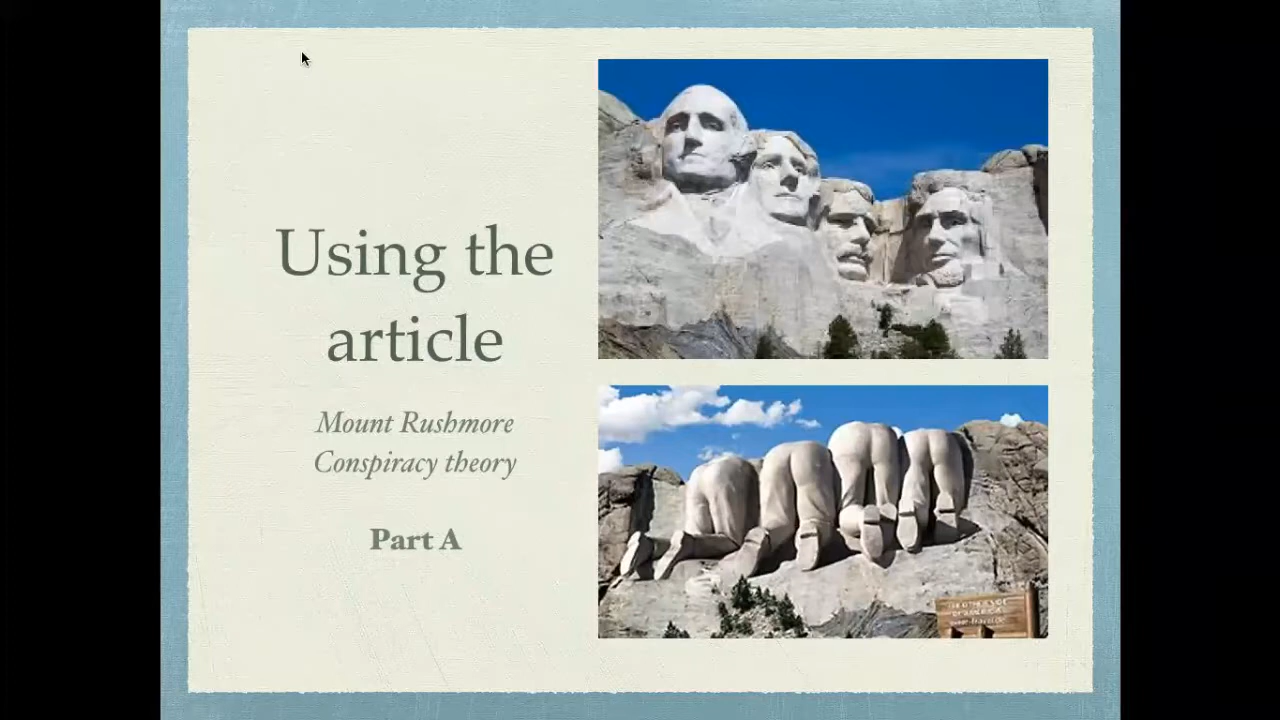 Using the
article
Mount Rushmore
Conspiracy theory
Part A